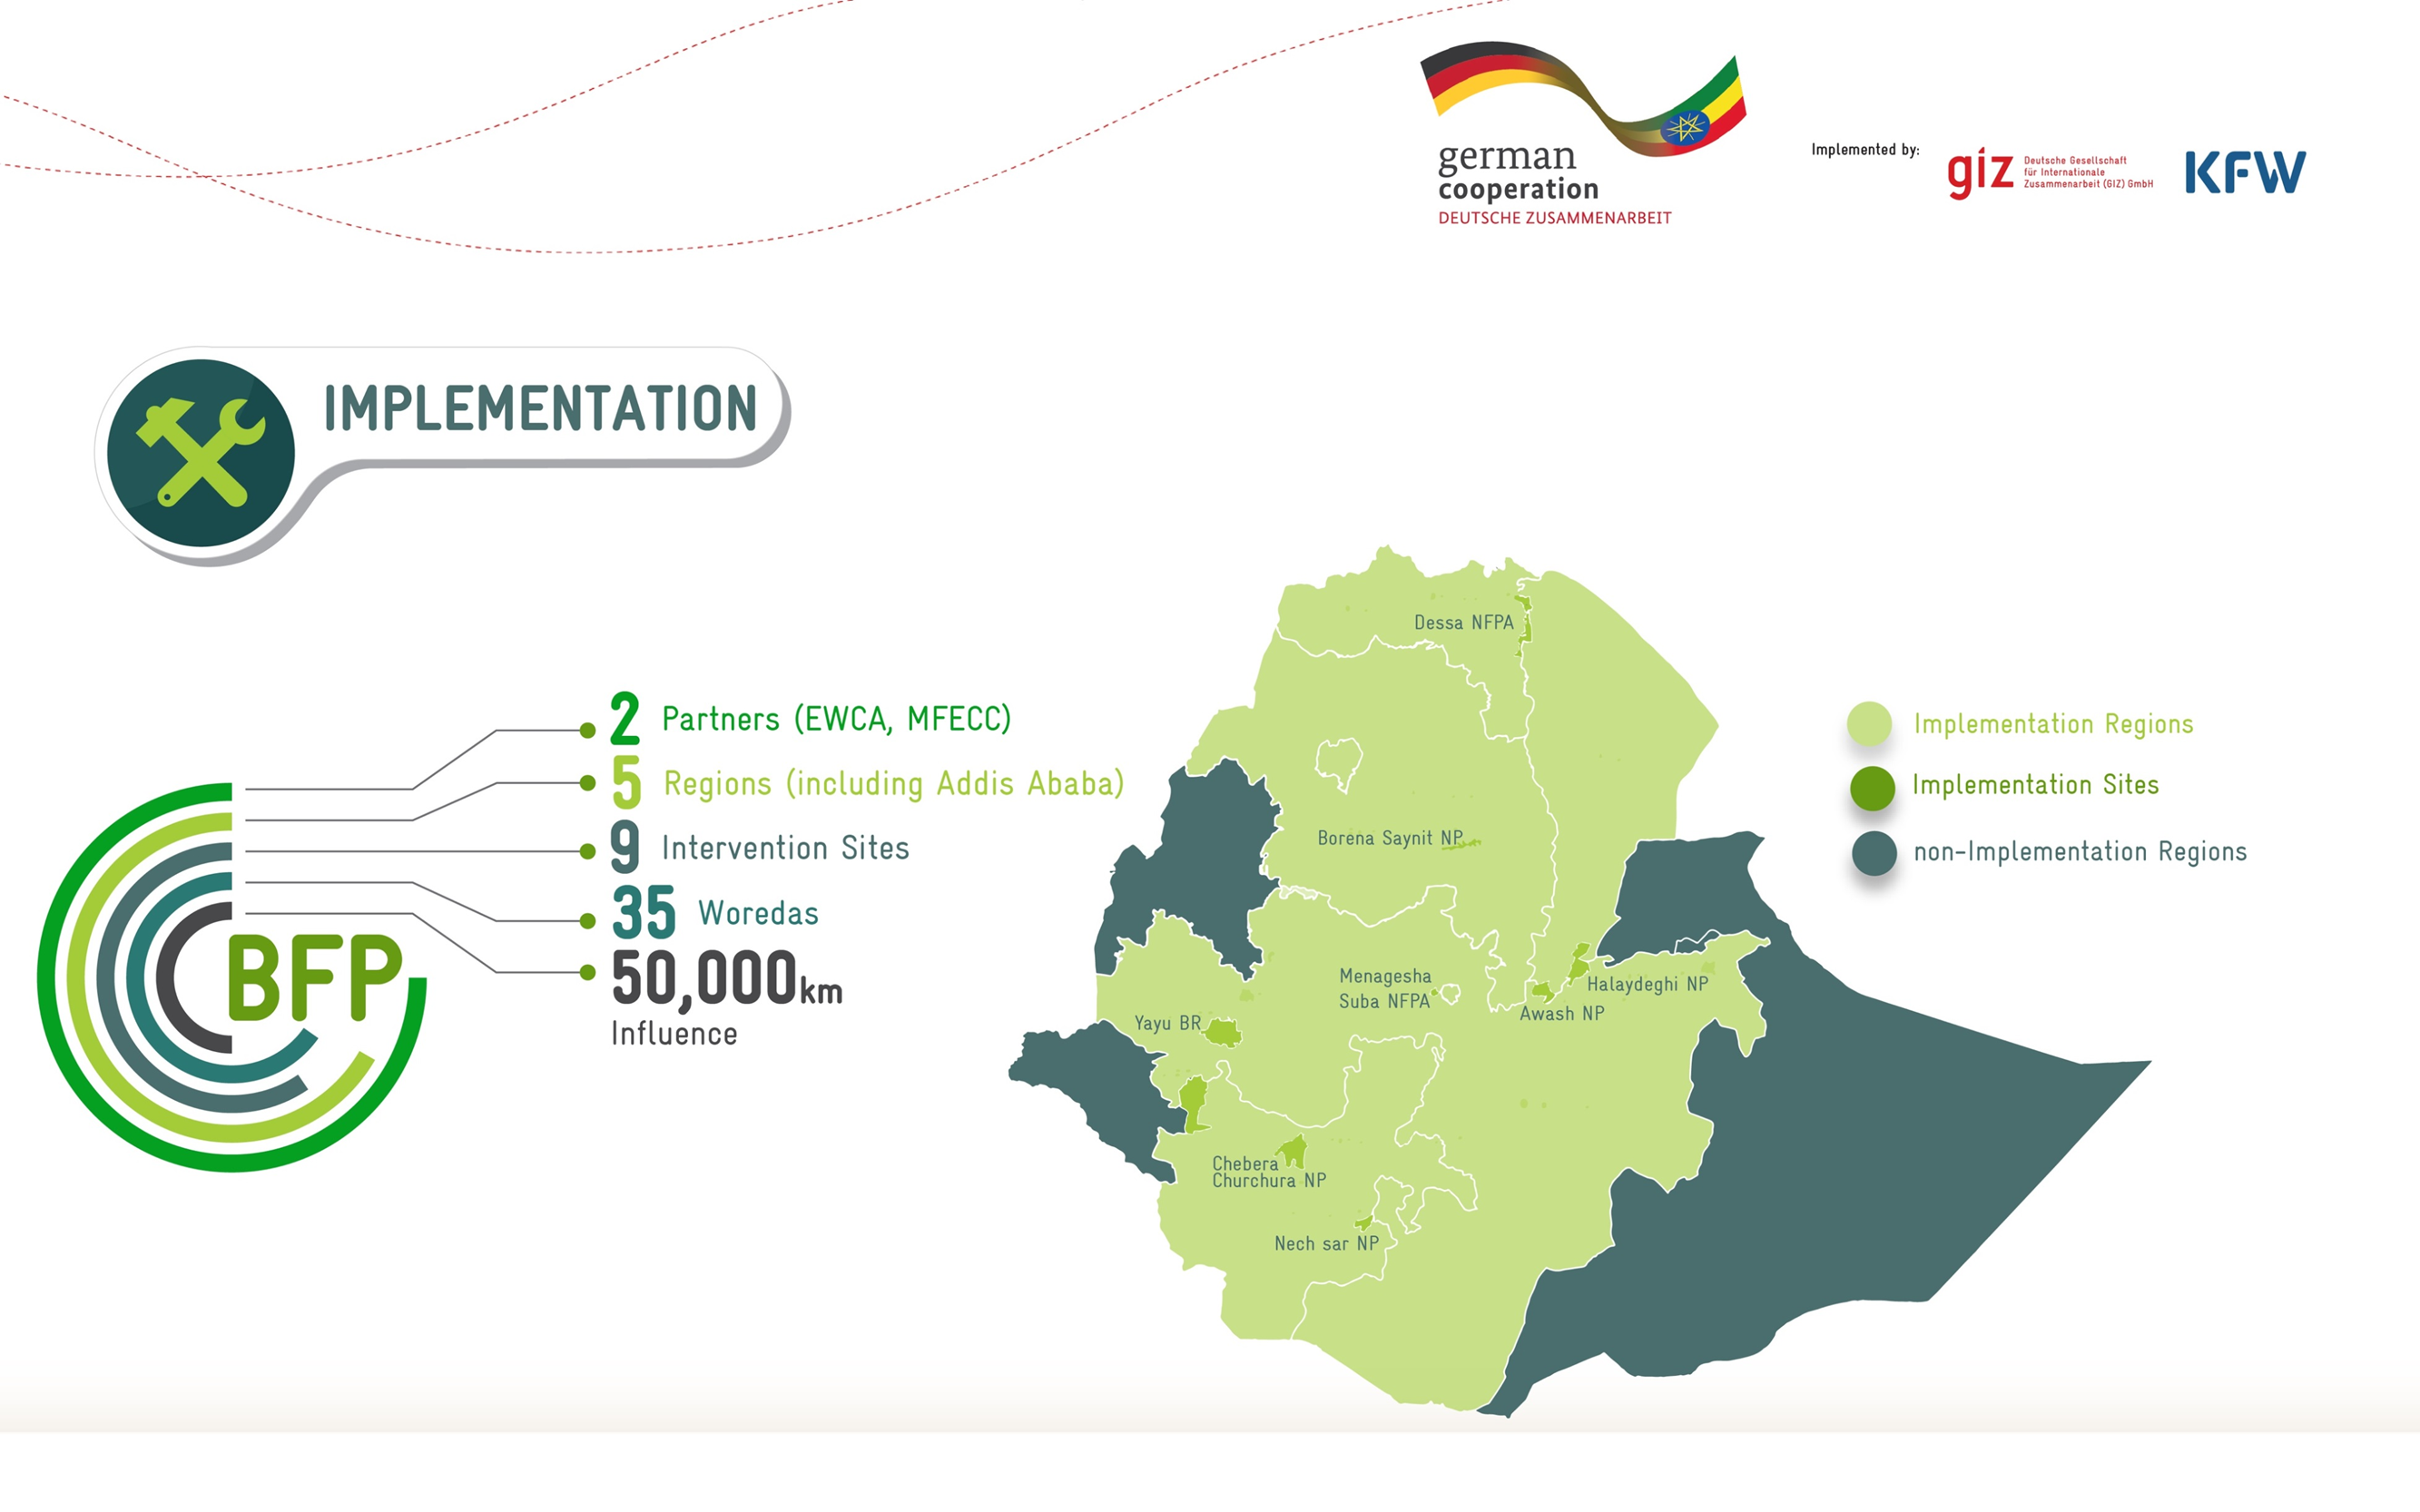 german
cooperation
DEUTSCHE ZUSAMMENARBEIT
Implemented by:
giz
Deutsche Gesellschaft
für Internationale
Zusammenarbeit (GIZ) GmbH
KFW
IMPLEMENTATION
BFP
2 Partners (EWCA, MFECC)
5 Regions (including Addis Ababa)
9 Intervention Sites
35 Woredas
50,000km
Influence
Dessa NFPA
Borena Saynit NP
Menagesha
Suba NFPA
Halaydeghi NP
Awash NP
Yayu BR
Chebera
Churchura NP
Nech sar NP
Implementation Regions
Implementation Sites
non-Implementation Regions